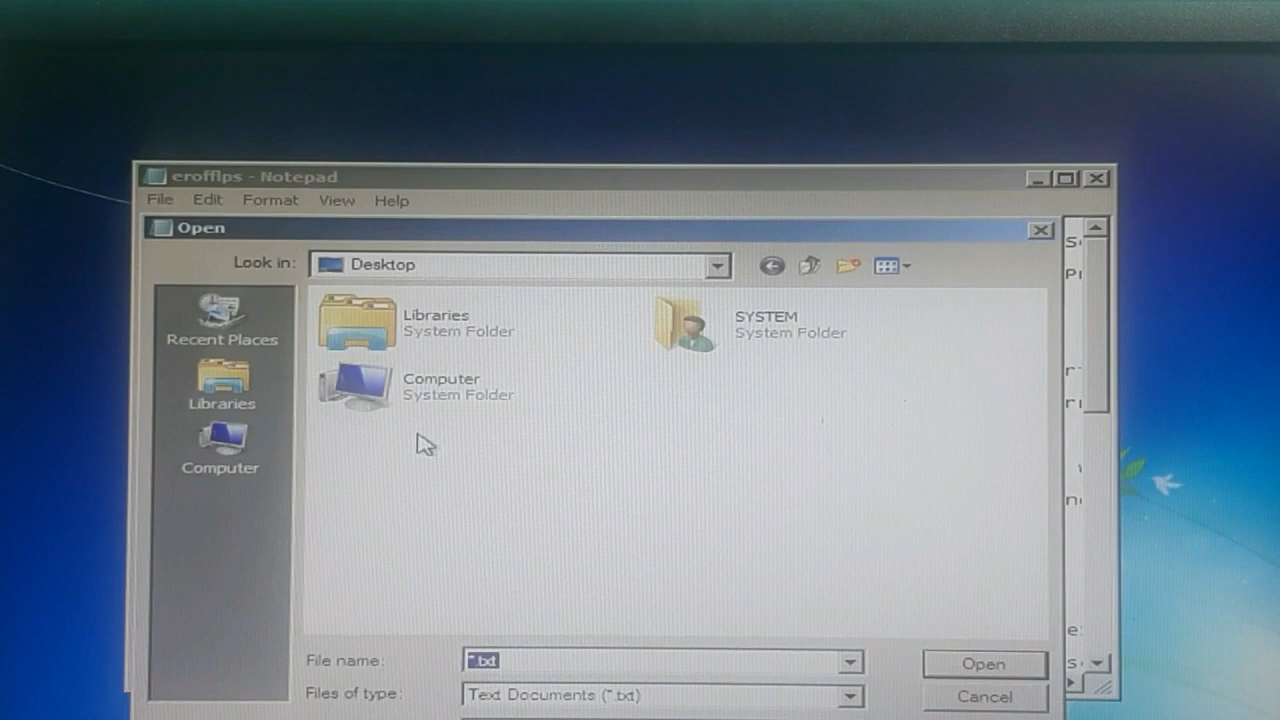 erofflps - Notepad
File Edit Format View Help
Open
Look in: Desktop
Recent Places
Libraries
Computer
Libraries
System Folder
SYSTEM
System Folder
Computer
System Folder
File name: *.txt
Files of type: Text Documents (*.txt)
Open
Cancel